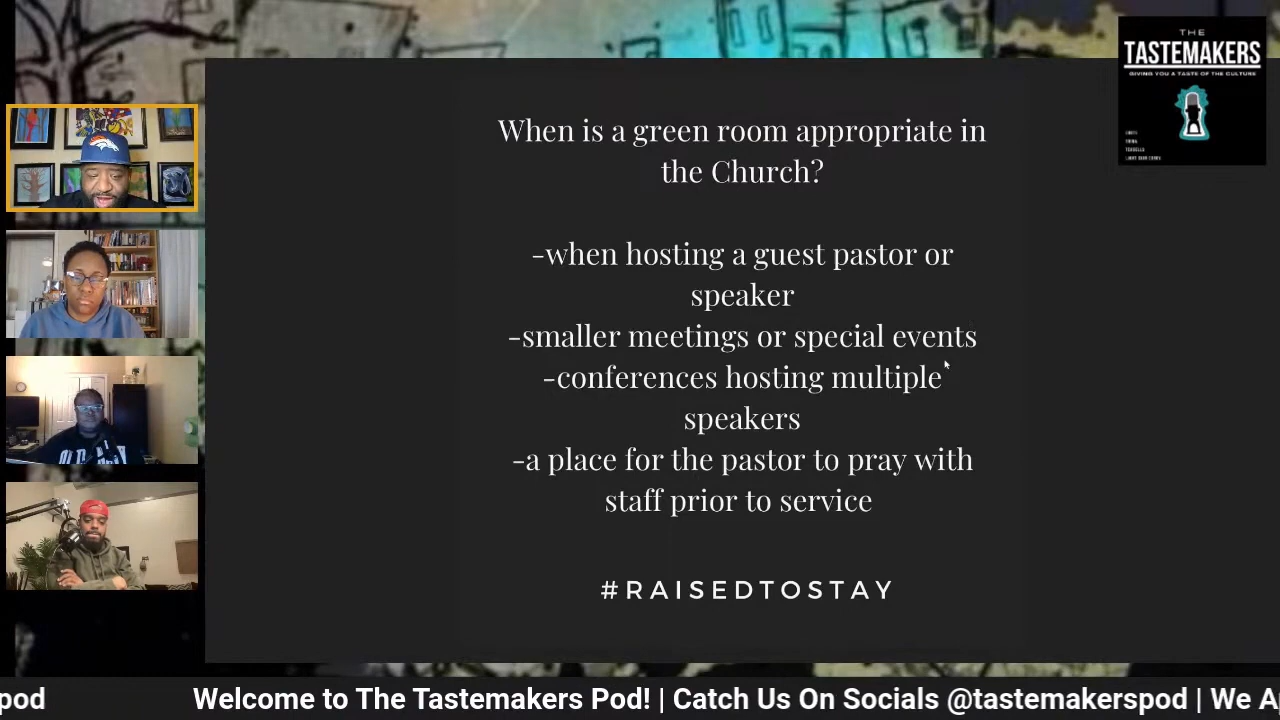 THE
TASTEMAKERS
GIVING YOU A TASTE OF THE CULTURE
When is a green room appropriate in
the Church?
-when hosting a guest pastor or
speaker
-smaller meetings or special events
-conferences hosting multiple
speakers
-a place for the pastor to pray with
staff prior to service
#RAISEDTOSTAY
pod Welcome to The Tastemakers Pod! | Catch Us On Socials @tastemakerspod | We A